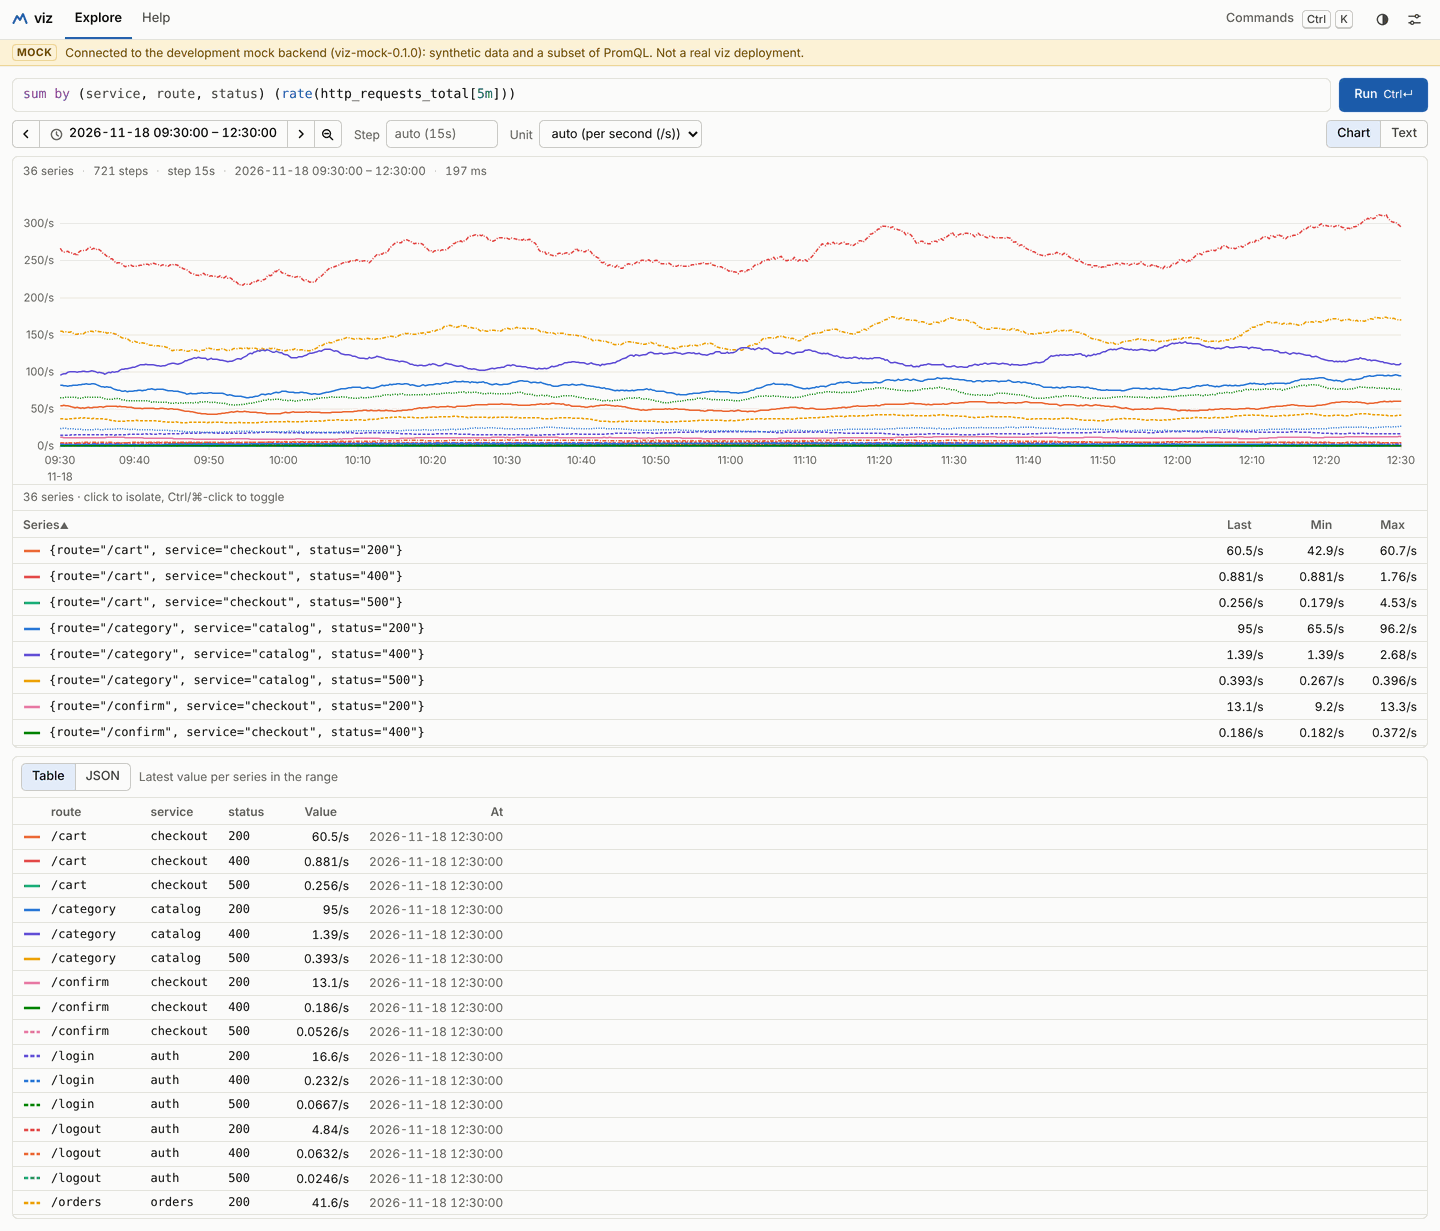 viz Explore Help Commands Ctrl K
MOCK Connected to the development mock backend (viz-mock-0.1.0): synthetic data and a subset of PromQL. Not a real viz deployment.
sum by (service, route, status) (rate(http_requests_total[5m])) Run Ctrl↵
2026-11-18 09:30:00 – 12:30:00 Step auto (15s) Unit auto (per second (/s)) Chart Text
36 series · 721 steps · step 15s · 2026-11-18 09:30:00 – 12:30:00 · 197 ms
300/s
250/s
200/s
150/s
100/s
50/s
0/s
09:30 09:40 09:50 10:00 10:10 10:20 10:30 10:40 10:50 11:00 11:10 11:20 11:30 11:40 11:50 12:00 12:10 12:20 12:30
11-18
36 series · click to isolate, Ctrl/⌘-click to toggle
Series▲ Last Min Max
{route="/cart", service="checkout", status="200"} 60.5/s 42.9/s 60.7/s
{route="/cart", service="checkout", status="400"} 0.881/s 0.881/s 1.76/s
{route="/cart", service="checkout", status="500"} 0.256/s 0.179/s 4.53/s
{route="/category", service="catalog", status="200"} 95/s 65.5/s 96.2/s
{route="/category", service="catalog", status="400"} 1.39/s 1.39/s 2.68/s
{route="/category", service="catalog", status="500"} 0.393/s 0.267/s 0.396/s
{route="/confirm", service="checkout", status="200"} 13.1/s 9.2/s 13.3/s
{route="/confirm", service="checkout", status="400"} 0.186/s 0.182/s 0.372/s
Table JSON Latest value per series in the range
route service status Value At
/cart checkout 200 60.5/s 2026-11-18 12:30:00
/cart checkout 400 0.881/s 2026-11-18 12:30:00
/cart checkout 500 0.256/s 2026-11-18 12:30:00
/category catalog 200 95/s 2026-11-18 12:30:00
/category catalog 400 1.39/s 2026-11-18 12:30:00
/category catalog 500 0.393/s 2026-11-18 12:30:00
/confirm checkout 200 13.1/s 2026-11-18 12:30:00
/confirm checkout 400 0.186/s 2026-11-18 12:30:00
/confirm checkout 500 0.0526/s 2026-11-18 12:30:00
/login auth 200 16.6/s 2026-11-18 12:30:00
/login auth 400 0.232/s 2026-11-18 12:30:00
/login auth 500 0.0667/s 2026-11-18 12:30:00
/logout auth 200 4.84/s 2026-11-18 12:30:00
/logout auth 400 0.0632/s 2026-11-18 12:30:00
/logout auth 500 0.0246/s 2026-11-18 12:30:00
/orders orders 200 41.6/s 2026-11-18 12:30:00